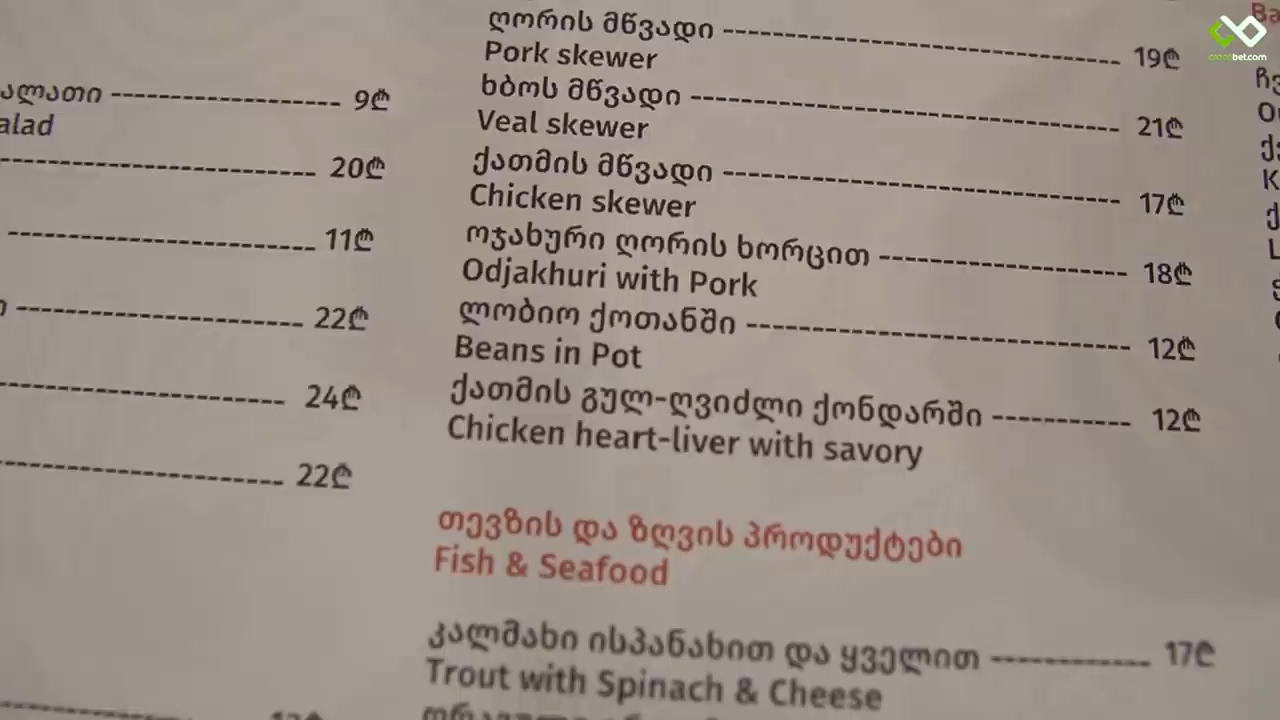 9₾
alad
20₾
11₾
22₾
24₾
22₾
ღორის მწვადი 19₾
Pork skewer
ხბოს მწვადი 21₾
Veal skewer
ქათმის მწვადი 17₾
Chicken skewer
ოჯახური ღორის ხორცით 18₾
Odjakhuri with Pork
ლობიო ქოთანში 12₾
Beans in Pot
ქათმის გულ-ღვიძლი ქონდარში 12₾
Chicken heart-liver with savory
თევზის და ზღვის პროდუქტები
Fish & Seafood
კალმახი ისპანახით და ყველით 17₾
Trout with Spinach & Cheese